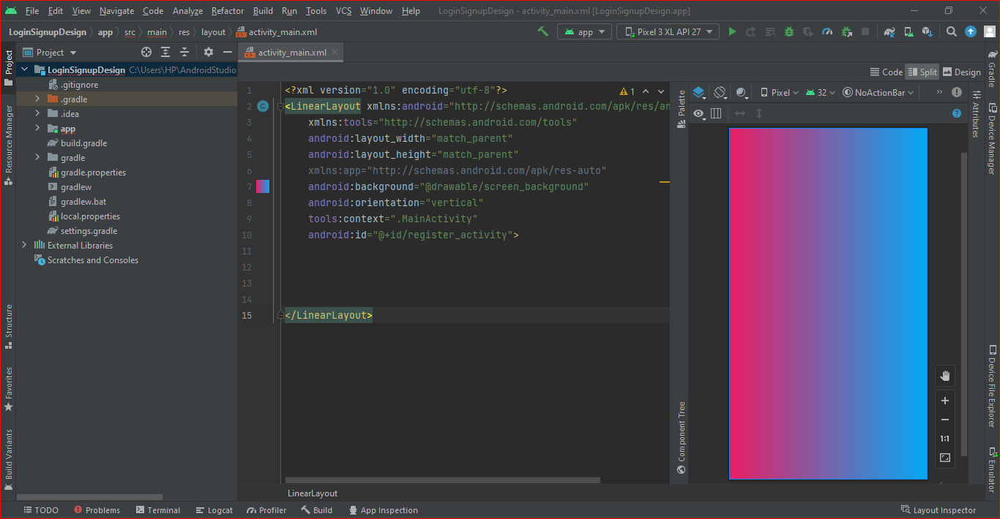 File Edit View Navigate Code Analyze Refactor Build Run Tools VCS Window Help LoginSignupDesign - activity_main.xml [LoginSignupDesign.app]
LoginSignupDesign app src main res layout activity_main.xml app Pixel 3 XL API 27
Project activity_main.xml
Code Split Design
LoginSignupDesign C:\Users\HP\AndroidStudio
.gitignore
.gradle
.idea
app
build.gradle
gradle
gradle.properties
gradlew
gradlew.bat
local.properties
settings.gradle
External Libraries
Scratches and Consoles
Project
Resource Manager
Structure
Favorites
Build Variants
1 <?xml version="1.0" encoding="utf-8"?>
2 <LinearLayout xmlns:android="http://schemas.android.com/apk/res/an
3 xmlns:tools="http://schemas.android.com/tools"
4 android:layout_width="match_parent"
5 android:layout_height="match_parent"
6 xmlns:app="http://schemas.android.com/apk/res-auto"
7 android:background="@drawable/screen_background"
8 android:orientation="vertical"
9 tools:context=".MainActivity"
10 android:id="@+id/register_activity">
11
12
13
14
15 </LinearLayout>
1
LinearLayout
Palette
Component Tree
Pixel 32 NoActionBar
1:1
Attributes
Gradle
Device Manager
Device File Explorer
Emulator
TODO Problems Terminal Logcat Profiler Build App Inspection Layout Inspector